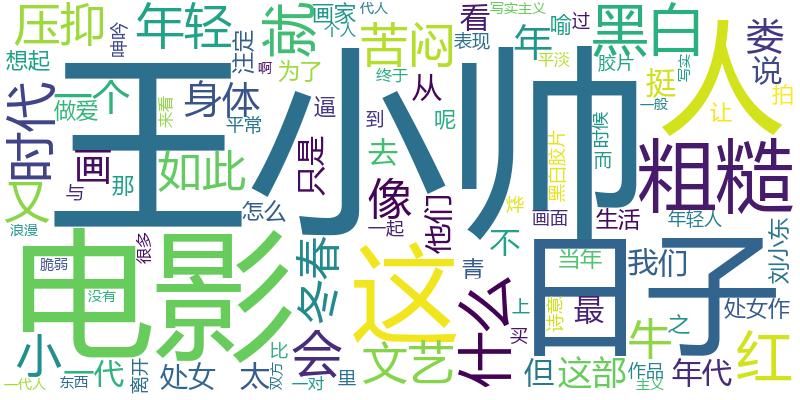 压抑
年轻
就
画家
代人
写实主义
个人
苦闷
看
表现
年
喻
过
黑白
娄
说
人
想起
呻吟
注定
为了
终于
从
平淡
胶片
挺
写实
一般
拍
让
时代
做爱
一个
身体
平常
来看
逼
到
呢
黑白胶片
时候
王小帅
画
如此
只是
像
去
粗糙
又
与
那
怎么
一起
他们
不
画面
生活
年轻人
浪漫
很多
电影
这
青
什么
日子
当年
我们
刘小东
脆弱
没有
冬春
会
上
买
诗意
最
处女作
牛
之
红
小
一代
离开
处女
太
双方
比
一对
里
文艺
但
这部
作品
主义
年代
一代人
东西